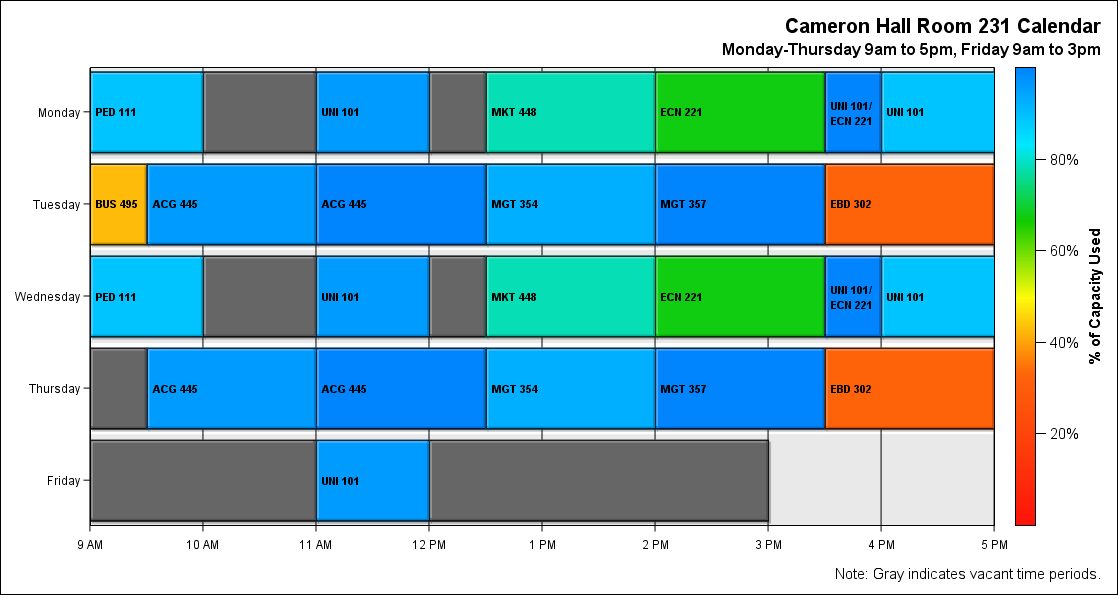 Cameron Hall Room 231 Calendar
Monday-Thursday 9am to 5pm, Friday 9am to 3pm
Monday
PED 111
UNI 101
MKT 448
ECN 221
UNI 101/
ECN 221
UNI 101
Tuesday
BUS 495
ACG 445
ACG 445
MGT 354
MGT 357
EBD 302
Wednesday
PED 111
UNI 101
MKT 448
ECN 221
UNI 101/
ECN 221
UNI 101
Thursday
ACG 445
ACG 445
MGT 354
MGT 357
EBD 302
Friday
UNI 101
9 AM
10 AM
11 AM
12 PM
1 PM
2 PM
3 PM
4 PM
5 PM
80%
60%
40%
20%
% of Capacity Used
Note: Gray indicates vacant time periods.